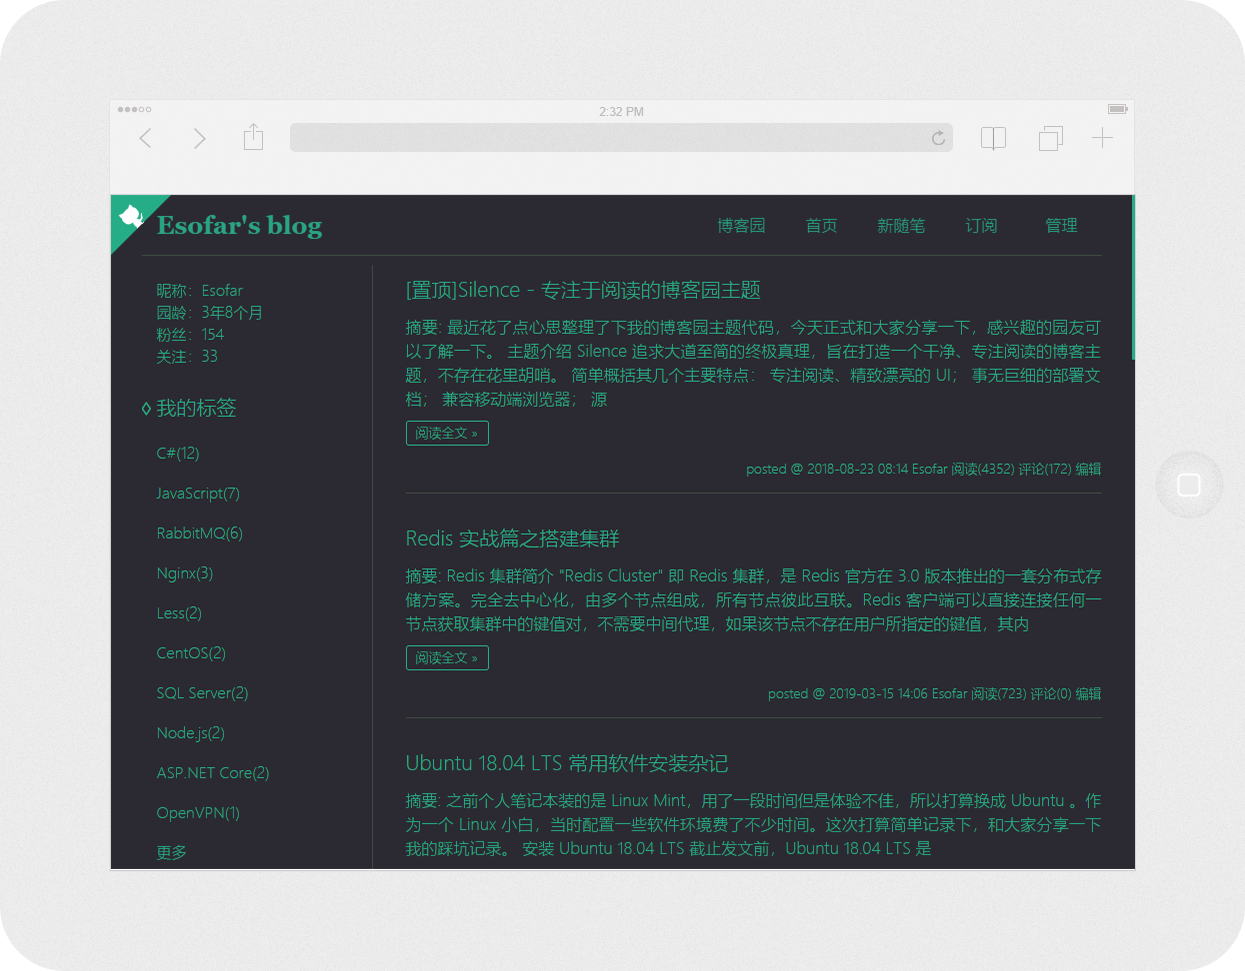 2:32 PM
Esofar's blog
博客园 首页 新随笔 订阅 管理
昵称：Esofar
园龄：3年8个月
粉丝：154
关注：33
我的标签
C#(12)
JavaScript(7)
RabbitMQ(6)
Nginx(3)
Less(2)
CentOS(2)
SQL Server(2)
Node.js(2)
ASP.NET Core(2)
OpenVPN(1)
更多
[置顶]Silence - 专注于阅读的博客园主题
摘要: 最近花了点心思整理了下我的博客园主题代码，今天正式和大家分享一下，感兴趣的园友可
以了解一下。 主题介绍 Silence 追求大道至简的终极真理，旨在打造一个干净、专注阅读的博客主
题，不存在花里胡哨。 简单概括其几个主要特点： 专注阅读、精致漂亮的 UI； 事无巨细的部署文
档； 兼容移动端浏览器； 源
阅读全文 »
posted @ 2018-08-23 08:14 Esofar 阅读(4352) 评论(172) 编辑
Redis 实战篇之搭建集群
摘要: Redis 集群简介 "Redis Cluster" 即 Redis 集群，是 Redis 官方在 3.0 版本推出的一套分布式存
储方案。完全去中心化，由多个节点组成，所有节点彼此互联。Redis 客户端可以直接连接任何一
节点获取集群中的键值对，不需要中间代理，如果该节点不存在用户所指定的键值，其内
阅读全文 »
posted @ 2019-03-15 14:06 Esofar 阅读(723) 评论(0) 编辑
Ubuntu 18.04 LTS 常用软件安装杂记
摘要: 之前个人笔记本装的是 Linux Mint，用了一段时间但是体验不佳，所以打算换成 Ubuntu 。作
为一个 Linux 小白，当时配置一些软件环境费了不少时间。这次打算简单记录下，和大家分享一下
我的踩坑记录。 安装 Ubuntu 18.04 LTS 截止发文前，Ubuntu 18.04 LTS 是